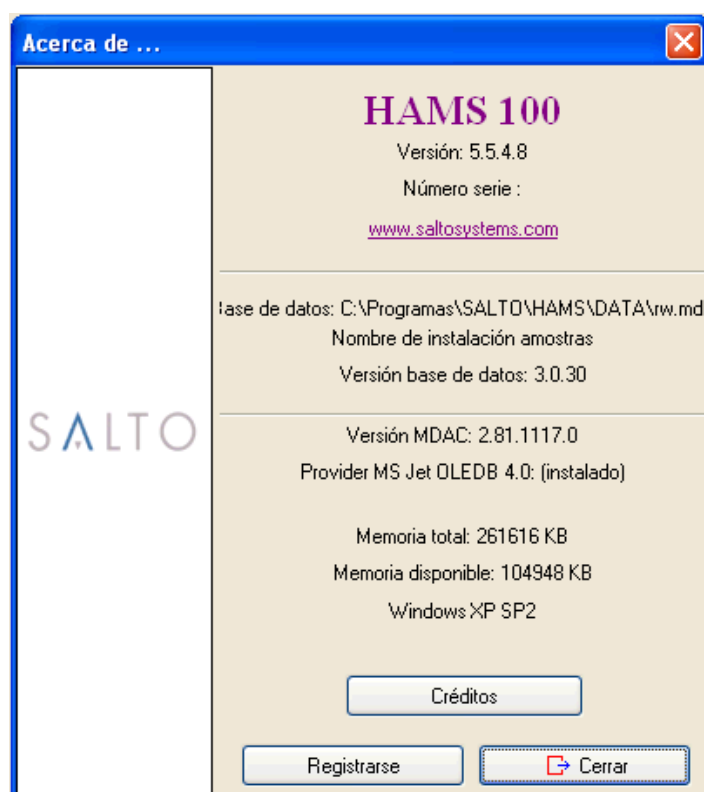 Acerca de ...
HAMS 100
Versión: 5.5.4.8
Número serie :
www.saltosystems.com
ase de datos: C:\Programas\SALTO\HAMS\DATA\rw.md
Nombre de instalación amostras
Versión base de datos: 3.0.30
SALTO
Versión MDAC: 2.81.1117.0
Provider MS Jet OLEDB 4.0: (instalado)
Memoria total: 261616 KB
Memoria disponible: 104948 KB
Windows XP SP2
Créditos
Registrarse
Cerrar